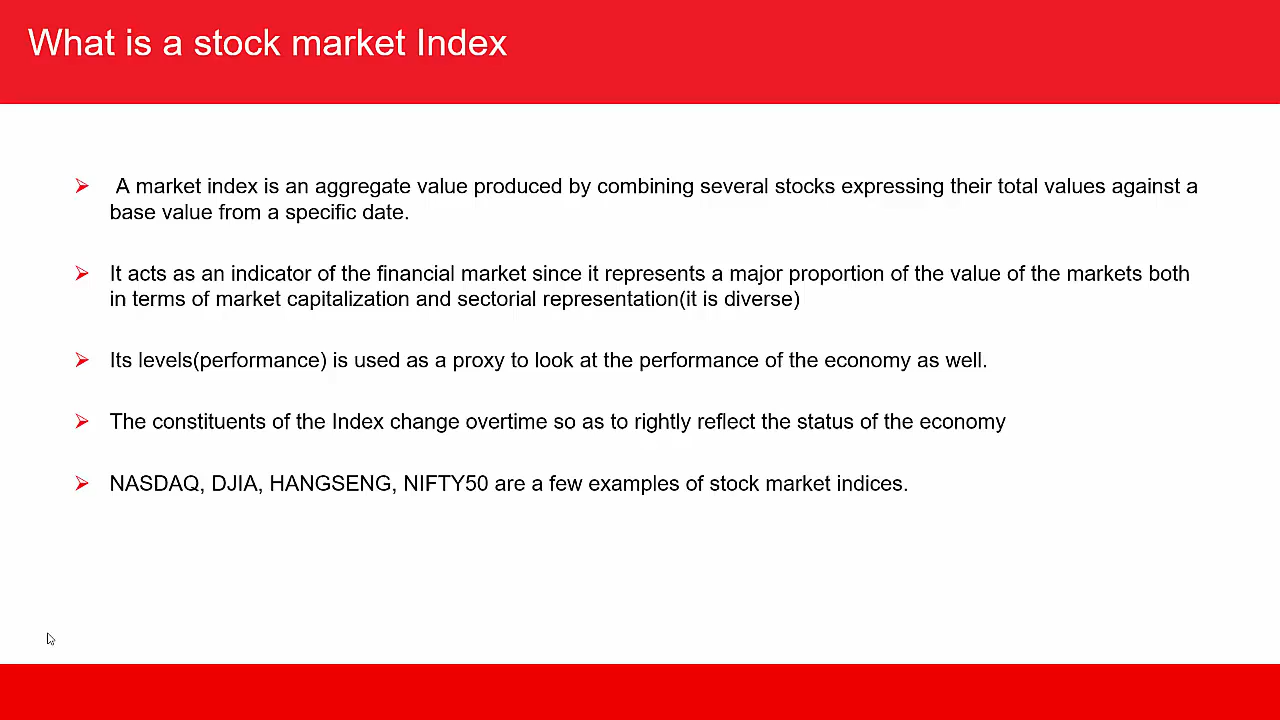 What is a stock market Index
A market index is an aggregate value produced by combining several stocks expressing their total values against a
base value from a specific date.
It acts as an indicator of the financial market since it represents a major proportion of the value of the markets both
in terms of market capitalization and sectorial representation(it is diverse)
Its levels(performance) is used as a proxy to look at the performance of the economy as well.
The constituents of the Index change overtime so as to rightly reflect the status of the economy
NASDAQ, DJIA, HANGSENG, NIFTY50 are a few examples of stock market indices.